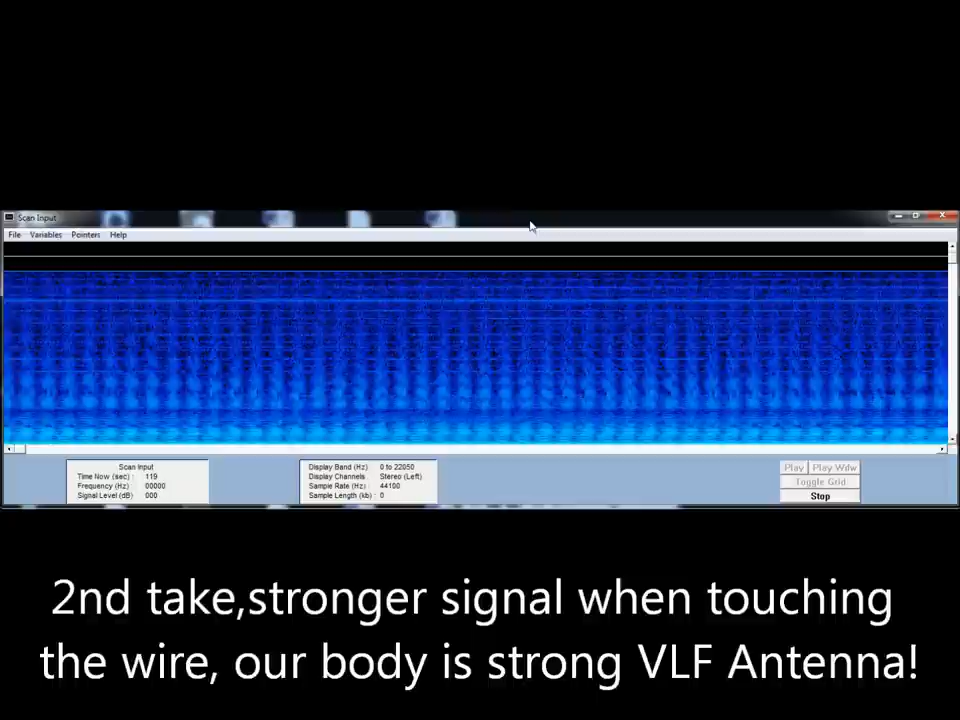 Scan Input
File Variables Pointers Help
Scan Input
Time Now (sec) : 119
Frequency (Hz) : 00000
Signal Level (dB) 000
Display Band (Hz) : 0 to 22050
Display Channels : Stereo (Left)
Sample Rate (Hz): 44100
Sample Length (kb) : 0
Play Play Wdw
Toggle Grid
Stop
2nd take,stronger signal when touching
the wire, our body is strong VLF Antenna!